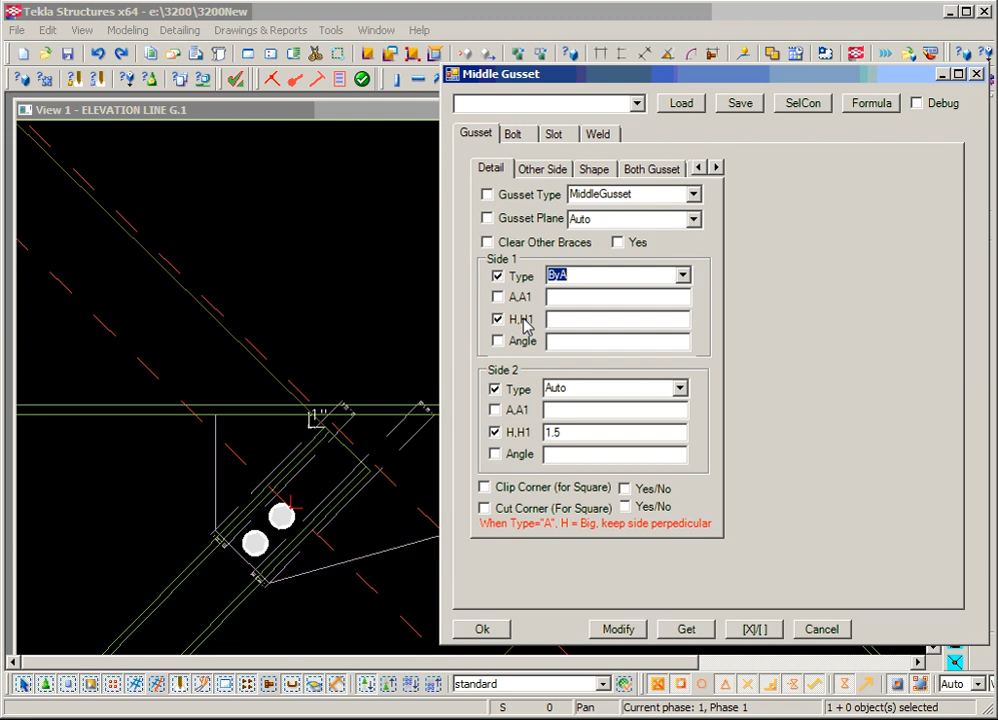 Tekla Structures x64 - e:\3200\3200New
File Edit View Modeling Detailing Drawings & Reports Tools Window Help
View 1 - ELEVATION LINE G.1
1"
Middle Gusset
Load Save SelCon Formula Debug
Gusset Bolt Slot Weld
Detail Other Side Shape Both Gusset
Gusset Type MiddleGusset
Gusset Plane Auto
Clear Other Braces Yes
Side 1
Type ByA
A,A1
H,H1
Angle
Side 2
Type Auto
A,A1
H,H1 1.5
Angle
Clip Corner (for Square) Yes/No
Cut Corner (For Square) Yes/No
When Type="A", H = Big, keep side perpedicular
Ok Modify Get [X]/[ ] Cancel
standard Auto
S 0 Pan Current phase: 1, Phase 1 1 + 0 object(s) selected